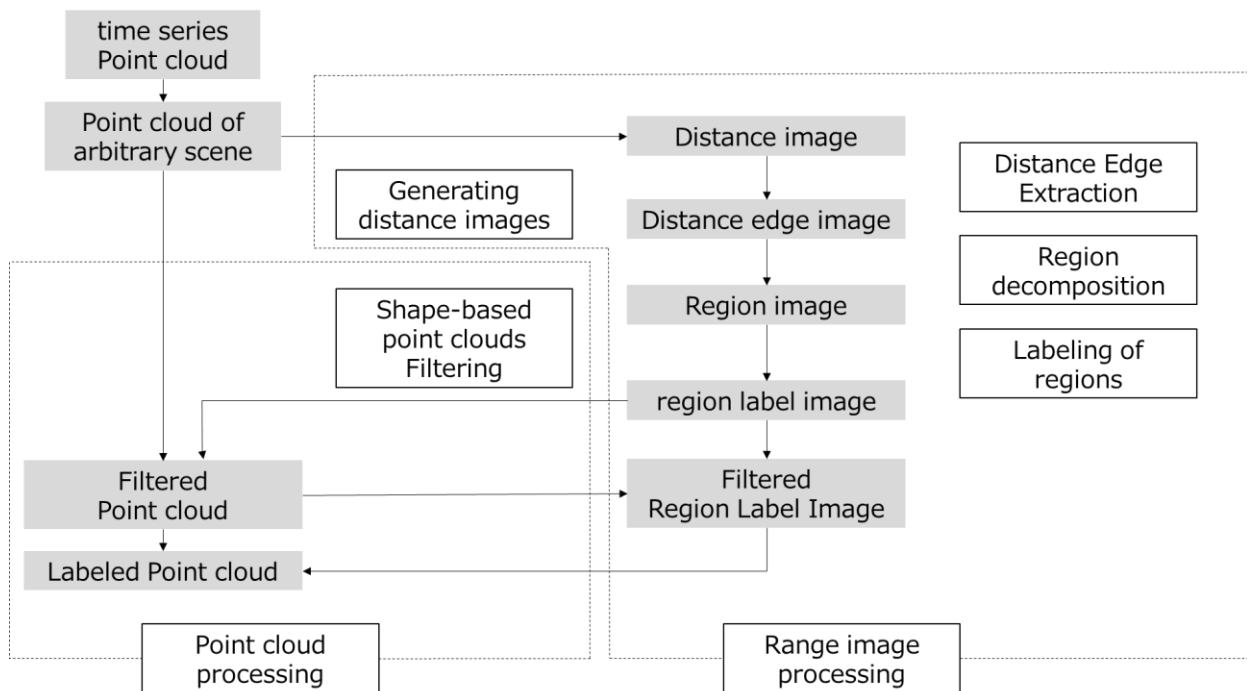 time series
Point cloud
Point cloud of
arbitrary scene
Distance image
Distance Edge
Extraction
Generating
distance images
Distance edge image
Region
decomposition
Region image
Shape-based
point clouds
Filtering
Labeling of
regions
region label image
Filtered
Point cloud
Filtered
Region Label Image
Labeled Point cloud
Point cloud
processing
Range image
processing